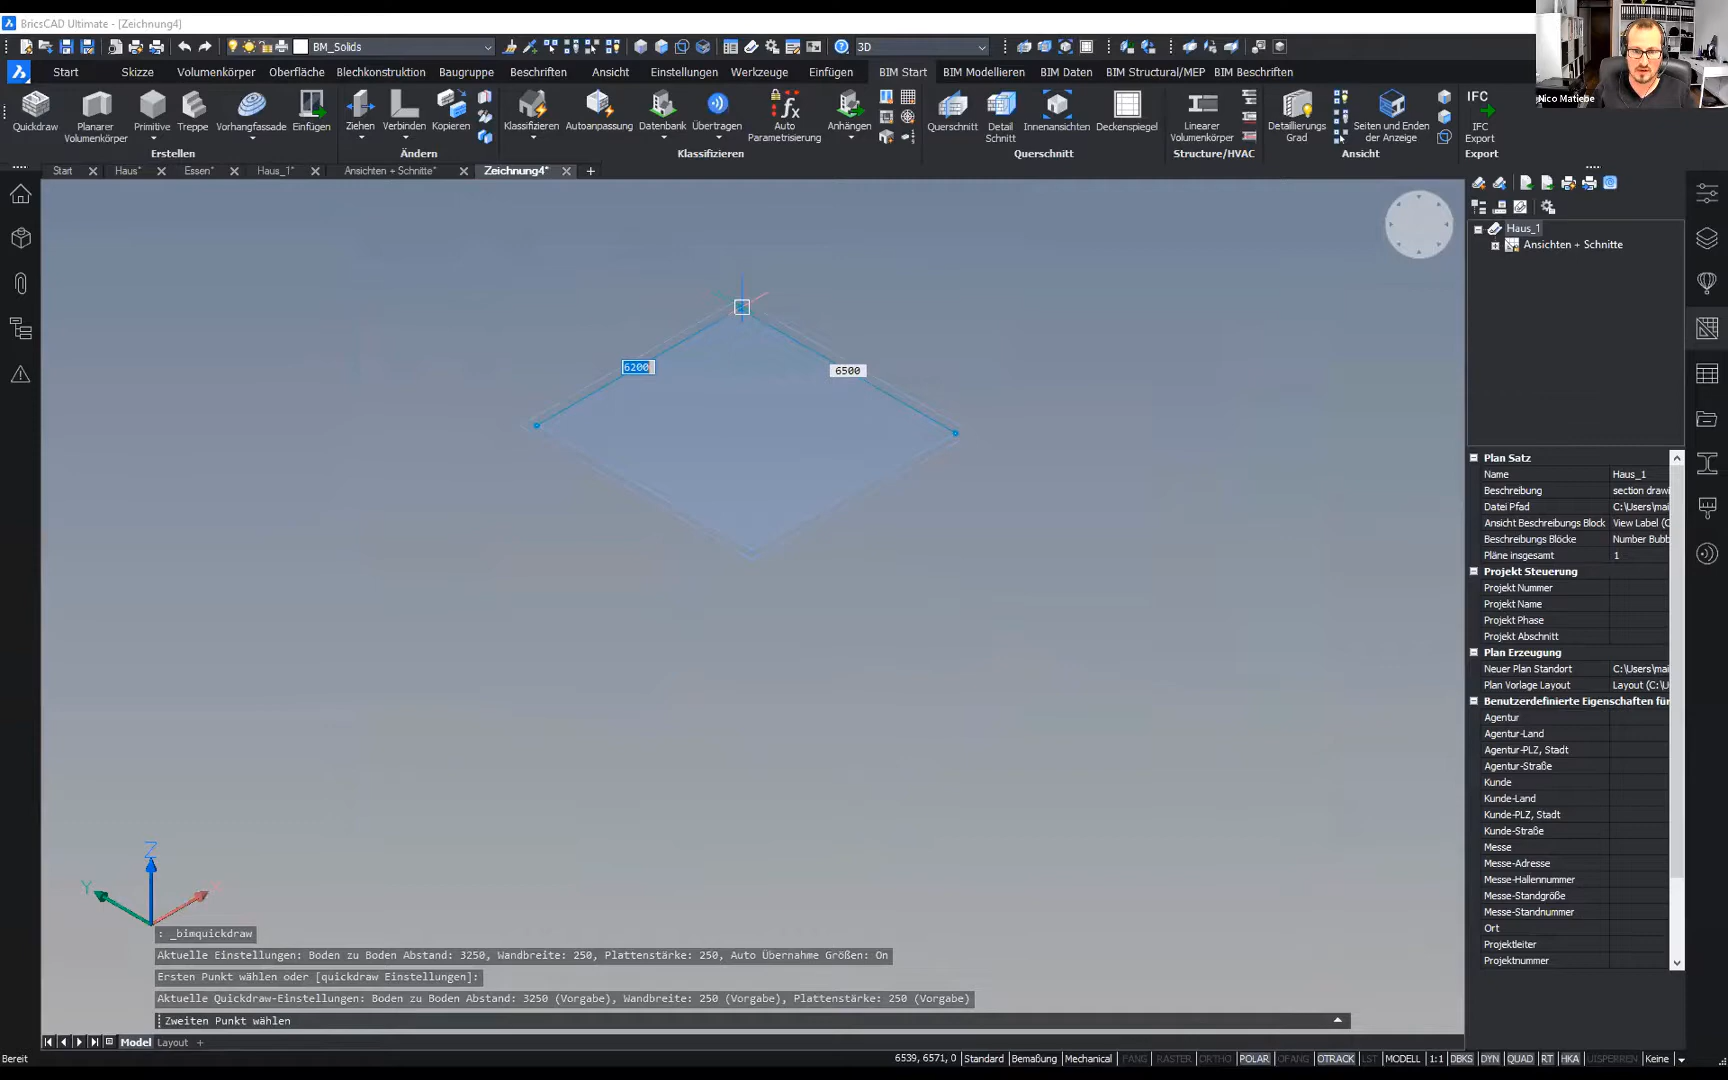 BricsCAD Ultimate - [Zeichnung4]
BM_Solids
3D
Start Skizze Volumenkörper Oberfläche Blechkonstruktion Baugruppe Beschriften Ansicht Einstellungen Werkzeuge Einfügen BIM Start BIM Modellieren BIM Daten BIM Structural/MEP BIM Beschriften
Nico Matiebe
Quickdraw
Planarer Volumenkörper
Primitive
Treppe
Vorhangfassade
Einfügen
Ziehen
Verbinden
Kopieren
Klassifizieren
Autoanpassung
Datenbank
Übertragen
Auto Parametrisierung
Anhängen
Querschnitt
Detail Schnitt
Innenansichten
Deckenspiegel
Linearer Volumenkörper
Detaillierungs Grad
Seiten und Enden der Anzeige
IFC
IFC Export
Erstellen Ändern Klassifizieren Querschnitt Structure/HVAC Ansicht Export
Start Haus* Essen* Haus_1* Ansichten + Schnitte* Zeichnung4*
Haus_1
Ansichten + Schnitte
6200
6500
Plan Satz
Name Haus_1
Beschreibung section drawi
Datei Pfad C:\Users\mai
Ansicht Beschreibungs Block View Label (C
Beschreibungs Blöcke Number Bubb
Pläne insgesamt 1
Projekt Steuerung
Projekt Nummer
Projekt Name
Projekt Phase
Projekt Abschnitt
Plan Erzeugung
Neuer Plan Standort C:\Users\mai
Plan Vorlage Layout Layout (C:\U
Benutzerdefinierte Eigenschaften für
Agentur
Agentur-Land
Agentur-PLZ, Stadt
Agentur-Straße
Kunde
Kunde-Land
Kunde-PLZ, Stadt
Kunde-Straße
Messe
Messe-Adresse
Messe-Hallennummer
Messe-Standgröße
Messe-Standnummer
Ort
Projektleiter
Projektnummer
Z
Y
: _bimquickdraw
Aktuelle Einstellungen: Boden zu Boden Abstand: 3250, Wandbreite: 250, Plattenstärke: 250, Auto Übernahme Größen: On
Ersten Punkt wählen oder [quickdraw Einstellungen]:
Aktuelle Quickdraw-Einstellungen: Boden zu Boden Abstand: 3250 (Vorgabe), Wandbreite: 250 (Vorgabe), Plattenstärke: 250 (Vorgabe)
Zweiten Punkt wählen
Model Layout +
Bereit
6539, 6571, 0 Standard Bemaßung Mechanical FANG RASTER ORTHO POLAR OFANG OTRACK LST MODELL 1:1 DBKS DYN QUAD RT HKA UISPERREN Keine